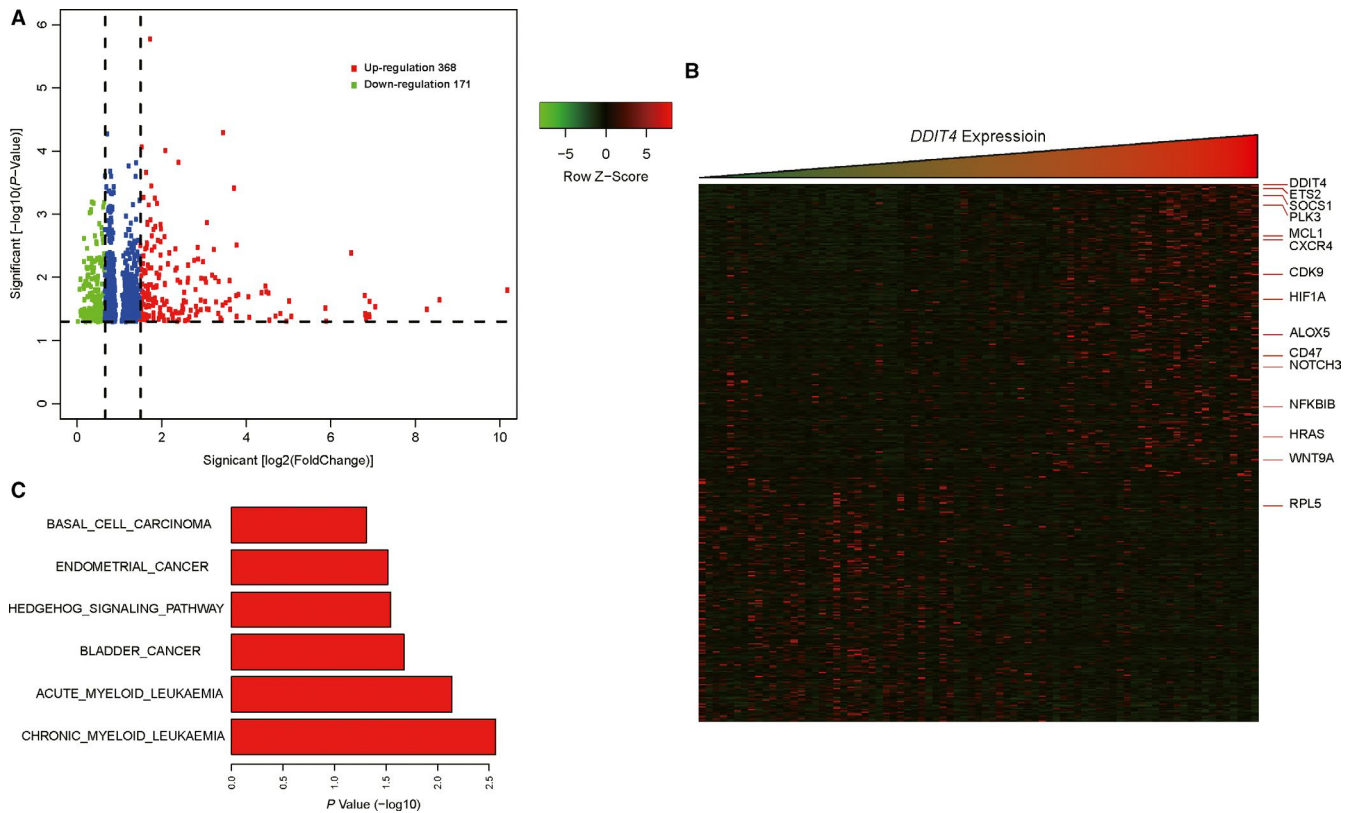 A
6
5
4
3
2
1
0
Significant [−log10(P−Value)]
Up-regulation 368
Down-regulation 171
0
2
4
6
8
10
Signicant [log2(FoldChange)]
−5
0
5
Row Z−Score
B
DDIT4 Expressioin
DDIT4
ETS2
SOCS1
PLK3
MCL1
CXCR4
CDK9
HIF1A
ALOX5
CD47
NOTCH3
NFKBIB
HRAS
WNT9A
RPL5
C
BASAL_CELL_CARCINOMA
ENDOMETRIAL_CANCER
HEDGEHOG_SIGNALING_PATHWAY
BLADDER_CANCER
ACUTE_MYELOID_LEUKAEMIA
CHRONIC_MYELOID_LEUKAEMIA
0.0
0.5
1.0
1.5
2.0
2.5
P Value (−log10)